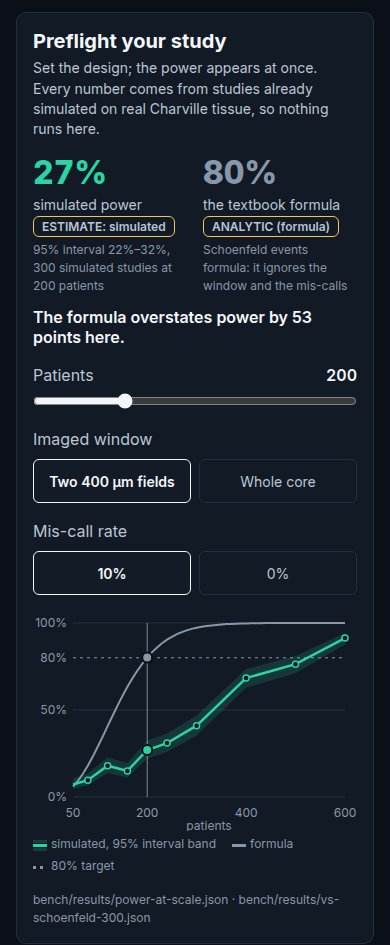 Preflight your study
Set the design; the power appears at once.
Every number comes from studies already
simulated on real Charville tissue, so nothing
runs here.
27%
simulated power
ESTIMATE: simulated
95% interval 22%–32%,
300 simulated studies at
200 patients
80%
the textbook formula
ANALYTIC (formula)
Schoenfeld events
formula: it ignores the
window and the mis-calls
The formula overstates power by 53
points here.
Patients 200
Imaged window
Two 400 µm fields Whole core
Mis-call rate
10% 0%
100%
80%
50%
0%
50 200 400 600
patients
simulated, 95% interval band formula
80% target
bench/results/power-at-scale.json · bench/results/vs-
schoenfeld-300.json